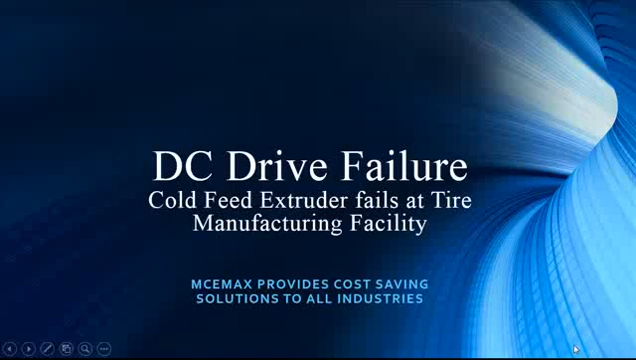 DC Drive Failure
Cold Feed Extruder fails at Tire
Manufacturing Facility
MCEMAX PROVIDES COST SAVING
SOLUTIONS TO ALL INDUSTRIES